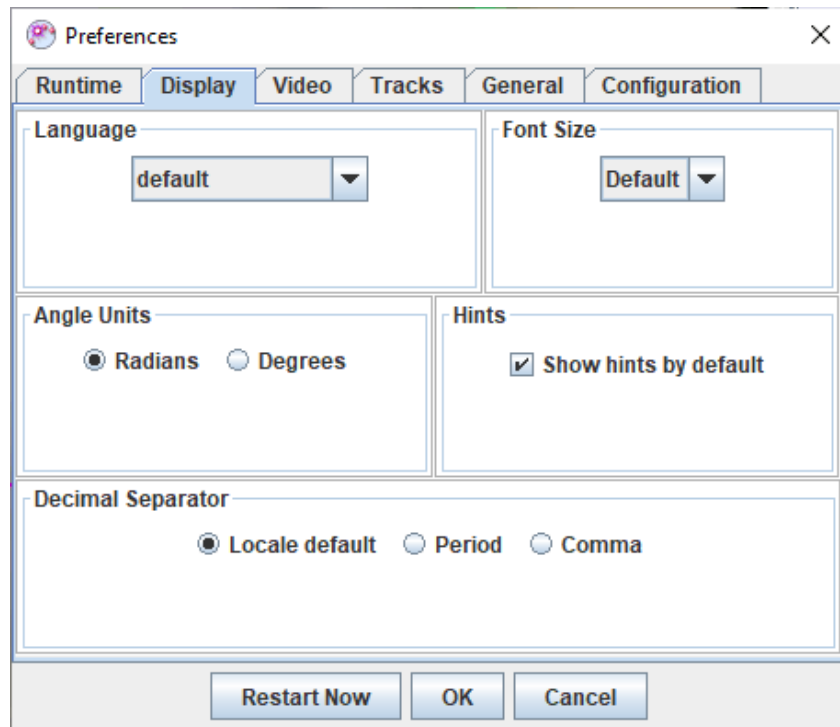 Preferences
Runtime Display Video Tracks General Configuration
Language
default
Font Size
Default
Angle Units
Radians Degrees
Hints
Show hints by default
Decimal Separator
Locale default Period Comma
Restart Now OK Cancel